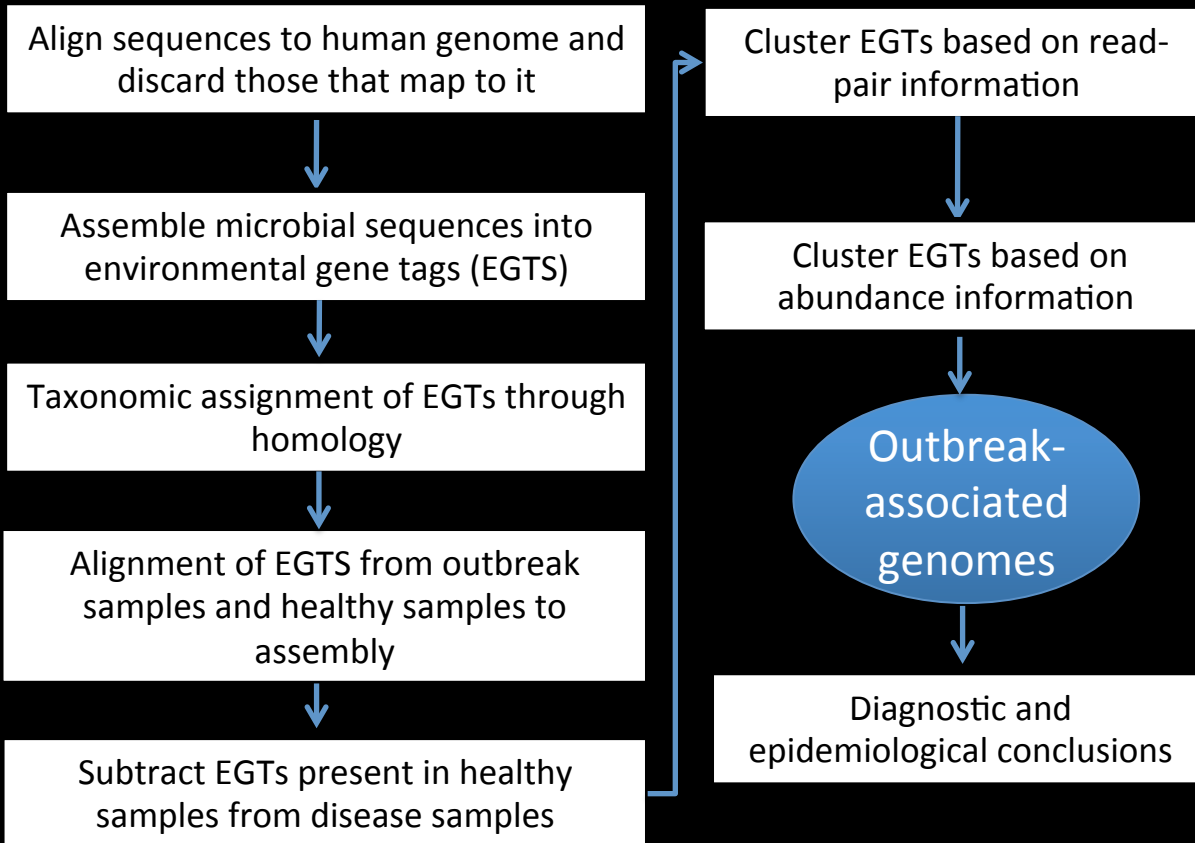 Align sequences to human genome and
discard those that map to it
Assemble microbial sequences into
environmental gene tags (EGTS)
Taxonomic assignment of EGTs through
homology
Alignment of EGTS from outbreak
samples and healthy samples to
assembly
Subtract EGTs present in healthy
samples from disease samples
Cluster EGTs based on read-
pair information
Cluster EGTs based on
abundance information
Outbreak-
associated
genomes
Diagnostic and
epidemiological conclusions